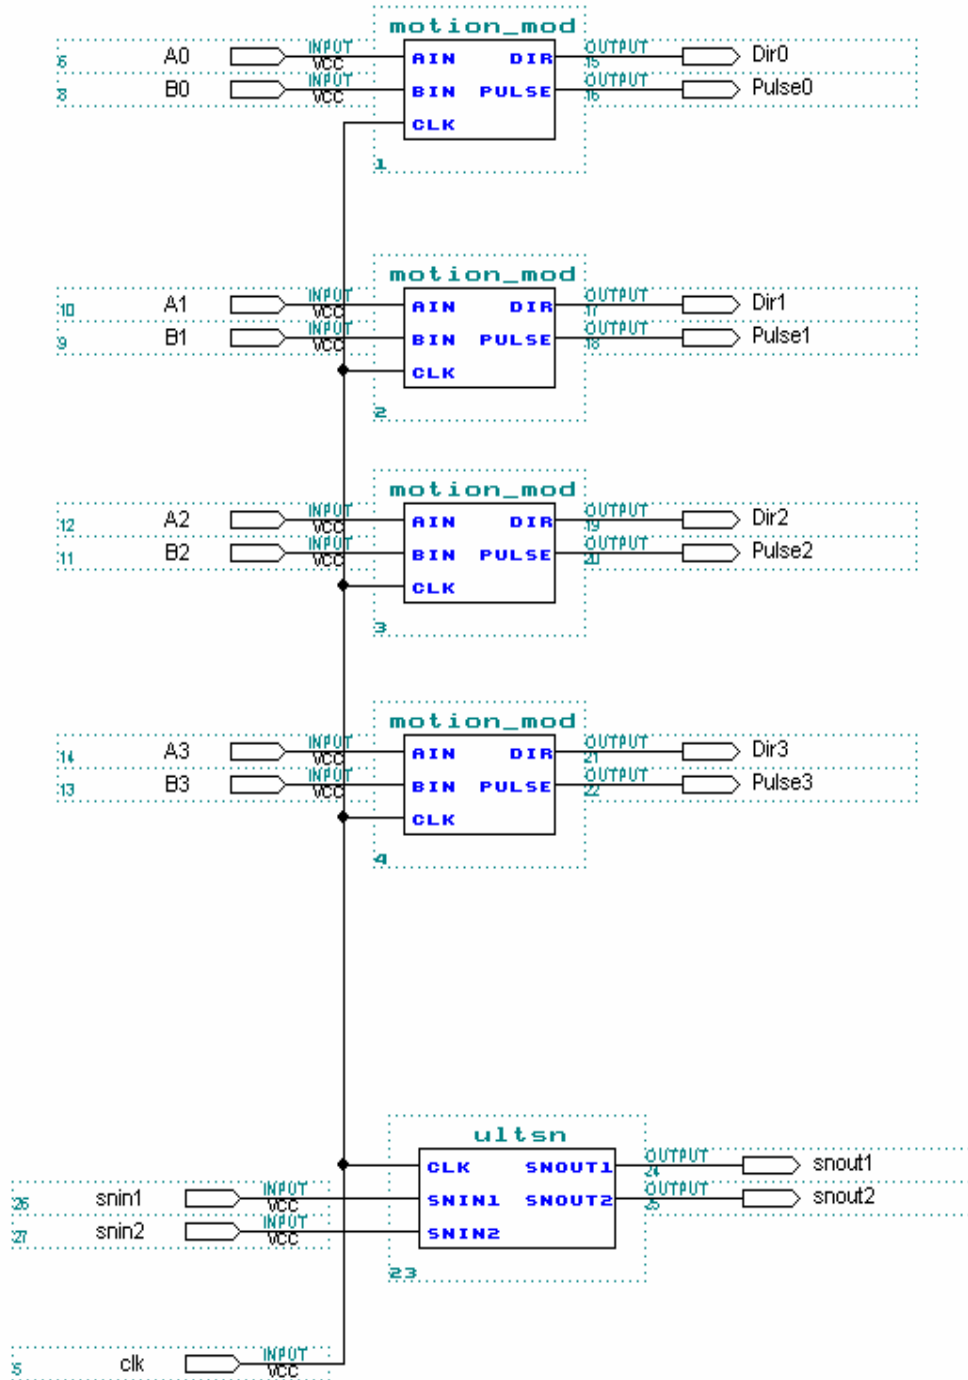 motion_mod
INPUT OUTPUT
6 A0 VCC AIN DIR 15 Dir0
INPUT OUTPUT
8 B0 VCC BIN PULSE 16 Pulse0
CLK
1
motion_mod
INPUT OUTPUT
10 A1 VCC AIN DIR 17 Dir1
INPUT OUTPUT
9 B1 VCC BIN PULSE 18 Pulse1
CLK
2
motion_mod
INPUT OUTPUT
12 A2 VCC AIN DIR 19 Dir2
INPUT OUTPUT
11 B2 VCC BIN PULSE 20 Pulse2
CLK
3
motion_mod
INPUT OUTPUT
14 A3 VCC AIN DIR 21 Dir3
INPUT OUTPUT
13 B3 VCC BIN PULSE 22 Pulse3
CLK
4
ultsn
OUTPUT
CLK SNOUT1 24 snout1
INPUT OUTPUT
26 snin1 VCC SNIN1 SNOUT2 25 snout2
INPUT
27 snin2 VCC SNIN2
23
INPUT
5 clk VCC